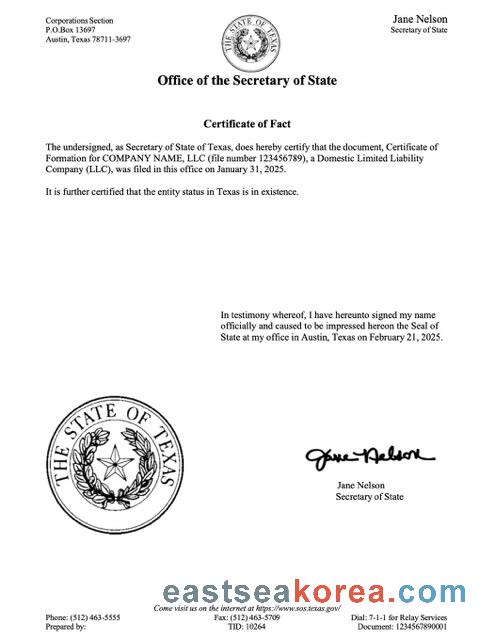 Corporations Section
P.O.Box 13697
Austin, Texas 78711-3697
THE STATE OF TEXAS
Jane Nelson
Secretary of State
Office of the Secretary of State
Certificate of Fact
The undersigned, as Secretary of State of Texas, does hereby certify that the document, Certificate of
Formation for COMPANY NAME, LLC (file number 123456789), a Domestic Limited Liability
Company (LLC), was filed in this office on January 31, 2025.
It is further certified that the entity status in Texas is in existence.
In testimony whereof, I have hereunto signed my name
officially and caused to be impressed hereon the Seal of
State at my office in Austin, Texas on February 21, 2025.
THE STATE OF TEXAS
Jane Nelson
Jane Nelson
Secretary of State
eastseakorea.com
Come visit us on the internet at https://www.sos.texas.gov/
Phone: (512) 463-5555
Fax: (512) 463-5709
Dial: 7-1-1 for Relay Services
Prepared by:
TID: 10264
Document: 1234567890001